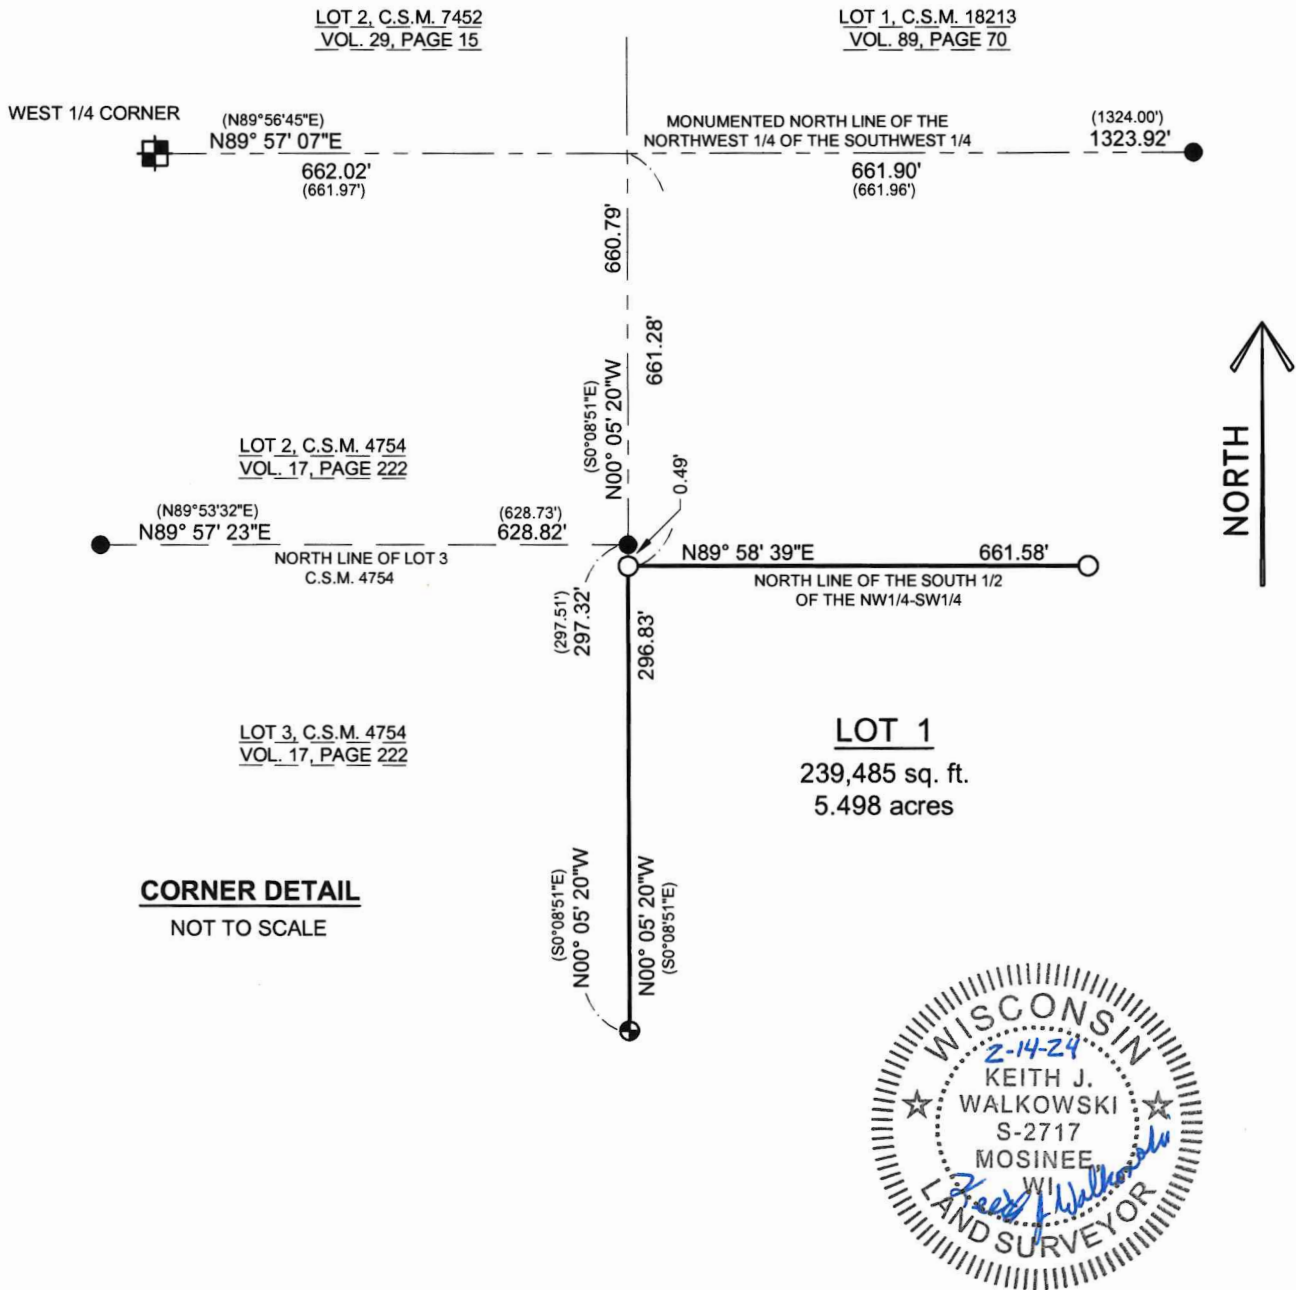 LOT 2, C.S.M. 7452
VOL. 29, PAGE 15
LOT 1, C.S.M. 18213
VOL. 89, PAGE 70
WEST 1/4 CORNER
(N89°56'45"E)
N89° 57' 07"E
662.02'
(661.97')
MONUMENTED NORTH LINE OF THE
NORTHWEST 1/4 OF THE SOUTHWEST 1/4
(1324.00')
1323.92'
661.90'
(661.96')
660.79'
661.28'
(S0°08'51"E)
N00° 05' 20"W
0.49'
NORTH
LOT 2, C.S.M. 4754
VOL. 17, PAGE 222
(N89°53'32"E)
N89° 57' 23"E
(628.73')
628.82'
NORTH LINE OF LOT 3
C.S.M. 4754
N89° 58' 39"E
661.58'
NORTH LINE OF THE SOUTH 1/2
OF THE NW1/4-SW1/4
(297.51')
297.32'
296.83'
LOT 3, C.S.M. 4754
VOL. 17, PAGE 222
LOT 1
239,485 sq. ft.
5.498 acres
CORNER DETAIL
NOT TO SCALE
(S0°08'51"E)
N00° 05' 20"W
N00° 05' 20"W
(S0°08'51"E)
WISCONSIN
2-14-24
KEITH J.
WALKOWSKI
S-2717
MOSINEE,
WI
Keith J Walkowski
LAND SURVEYOR